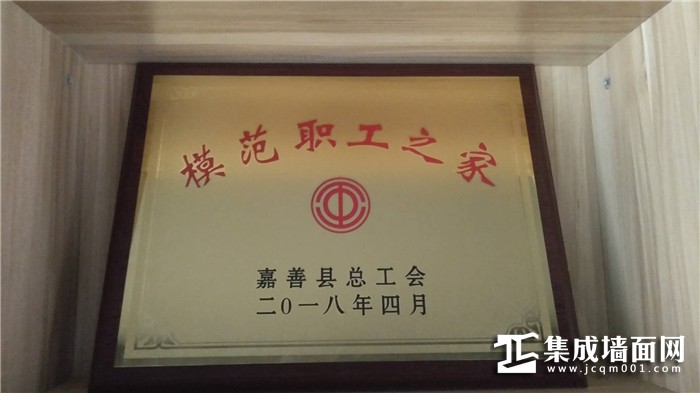 模范职工之家
嘉善县总工会
二〇一八年四月
集成墙面网
www.jcqm001.com